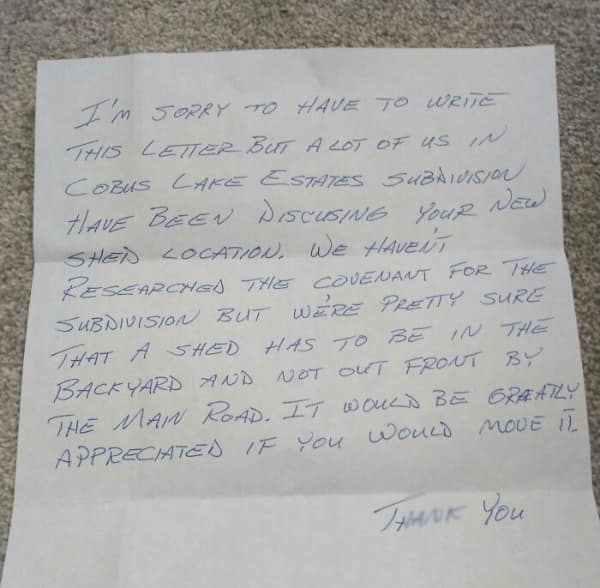 I'M SORRY TO HAVE TO WRITE
THIS LETTER BUT A LOT OF US IN
COBUS LAKE ESTATES SUBDIVISION
HAVE BEEN DISCUSING YOUR NEW
SHED LOCATION. WE HAVEN'T
RESEARCHED THE COVENANT FOR THE
SUBDIVISION BUT WE'RE PRETTY SURE
THAT A SHED HAS TO BE IN THE
BACKYARD AND NOT OUT FRONT BY
THE MAIN ROAD. IT WOULD BE GREATLY
APPRECIATED IF YOU WOULD MOVE IT.
THANK YOU